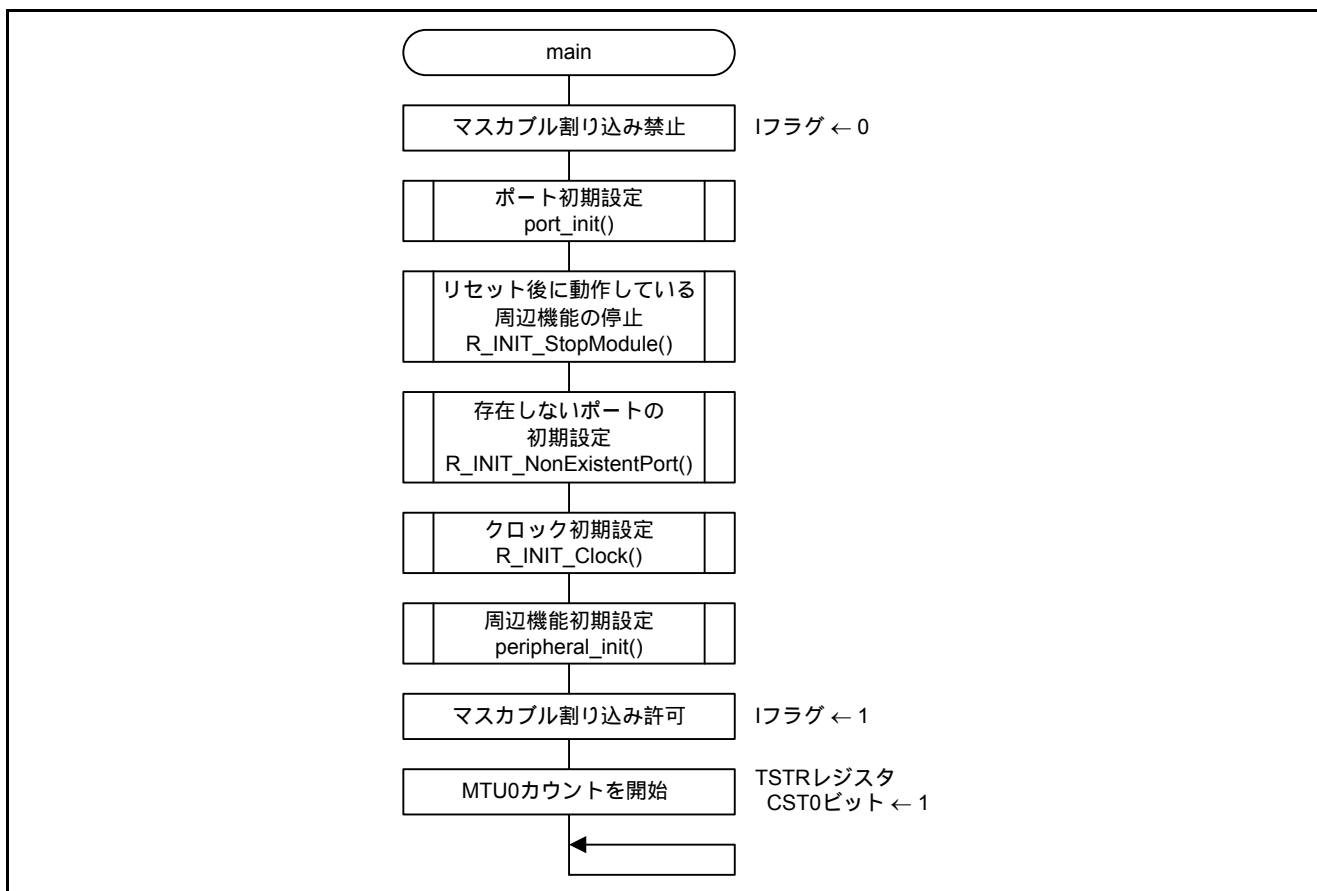 main
マスカブル割り込み禁止
Iフラグ ← 0
ポート初期設定
port_init()
リセット後に動作している
周辺機能の停止
R_INIT_StopModule()
存在しないポートの
初期設定
R_INIT_NonExistentPort()
クロック初期設定
R_INIT_Clock()
周辺機能初期設定
peripheral_init()
マスカブル割り込み許可
Iフラグ ← 1
MTU0カウントを開始
TSTRレジスタ
CST0ビット ← 1